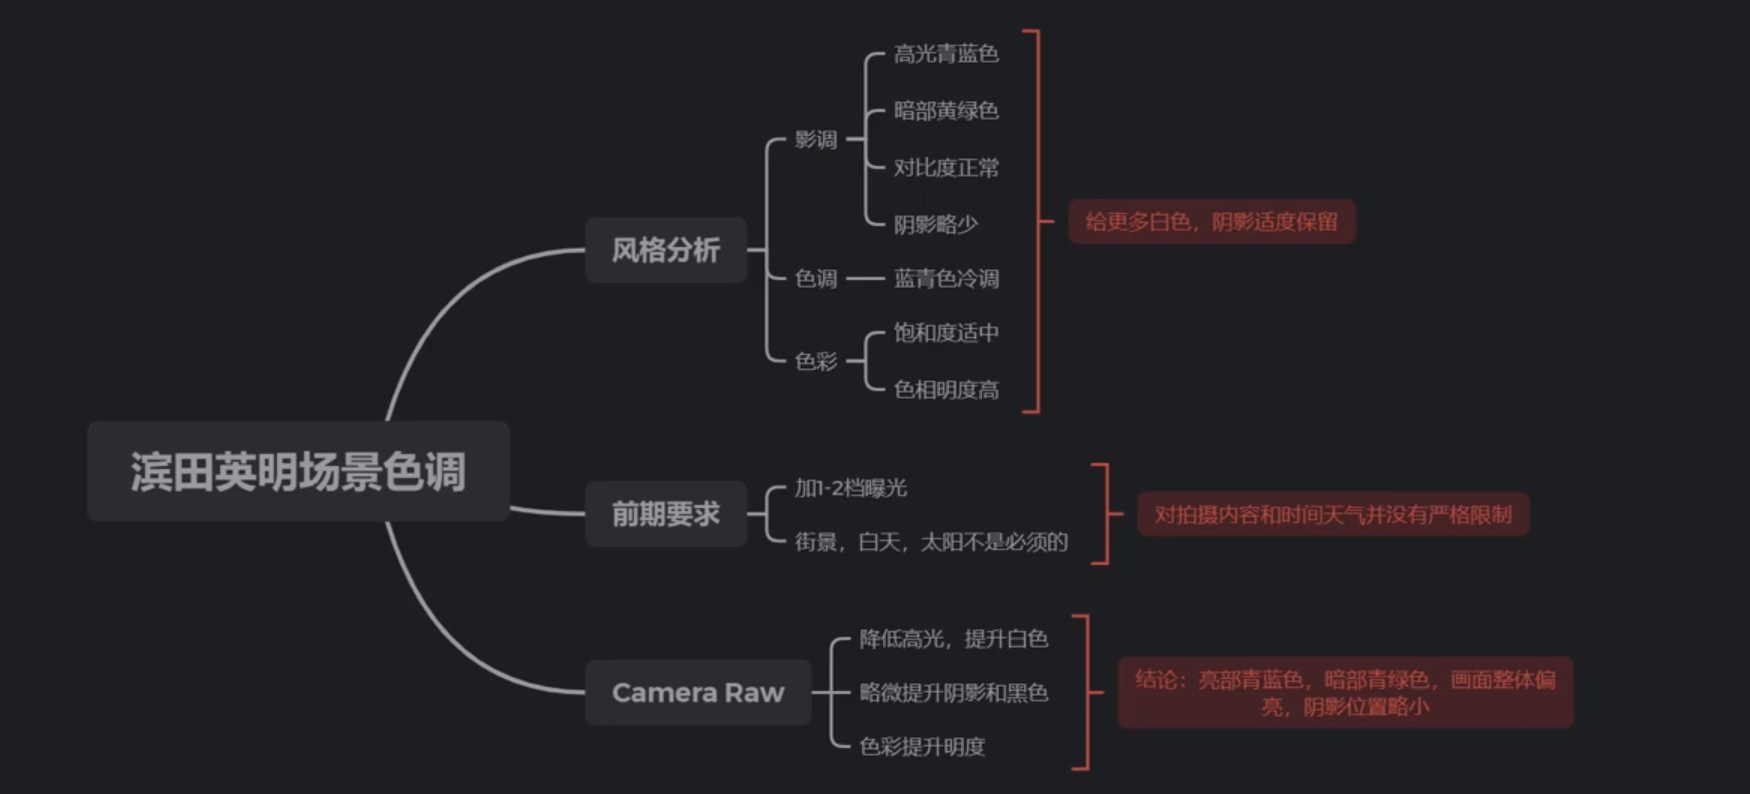 滨田英明场景色调
风格分析
影调
高光青蓝色
暗部黄绿色
对比度正常
阴影略少
色调
蓝青色冷调
色彩
饱和度适中
色相明度高
给更多白色，阴影适度保留
前期要求
加1-2档曝光
街景，白天，太阳不是必须的
对拍摄内容和时间天气并没有严格限制
Camera Raw
降低高光，提升白色
略微提升阴影和黑色
色彩提升明度
结论：亮部青蓝色，暗部青绿色，画面整体偏
亮，阴影位置略小